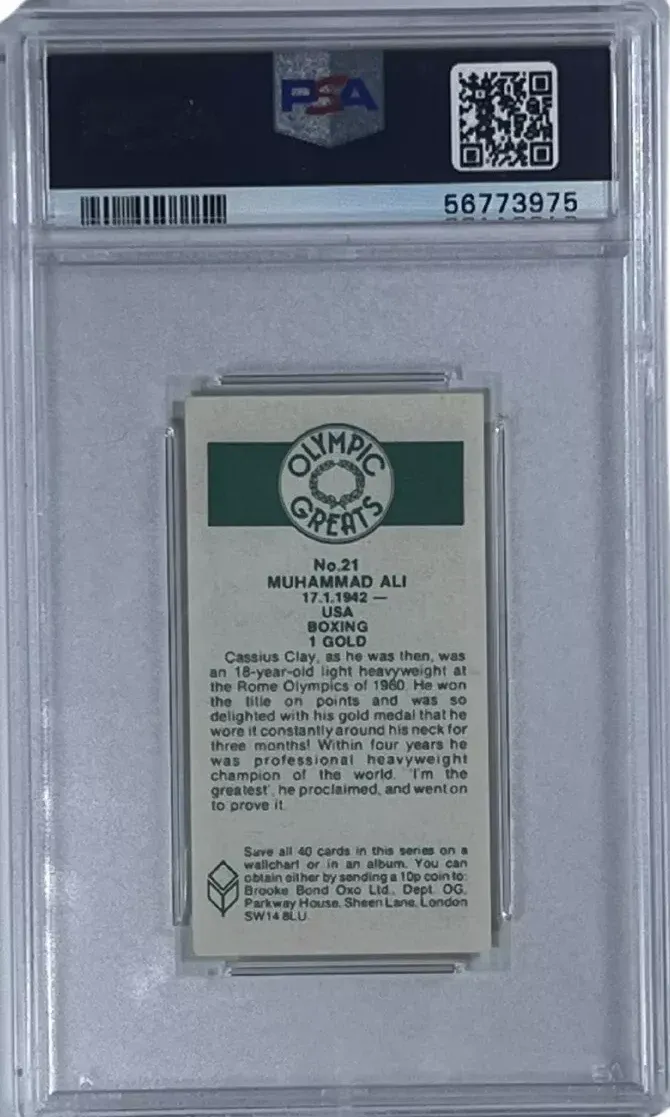 PSA
56773975
OLYMPIC
GREATS
No.21
MUHAMMAD ALI
17.1.1942 —
USA
BOXING
1 GOLD
Cassius Clay, as he was then, was
an 18-year-old light heavyweight at
the Rome Olympics of 1960. He won
the title on points and was so
delighted with his gold medal that he
wore it constantly around his neck for
three months! Within four years he
was professional heavyweight
champion of the world. 'I'm the
greatest', he proclaimed, and went on
to prove it.
Save all 40 cards in this series on a
wallchart or in an album. You can
obtain either by sending a 10p coin to:
Brooke Bond Oxo Ltd., Dept. OG,
Parkway House, Sheen Lane, London
SW14 8LU.